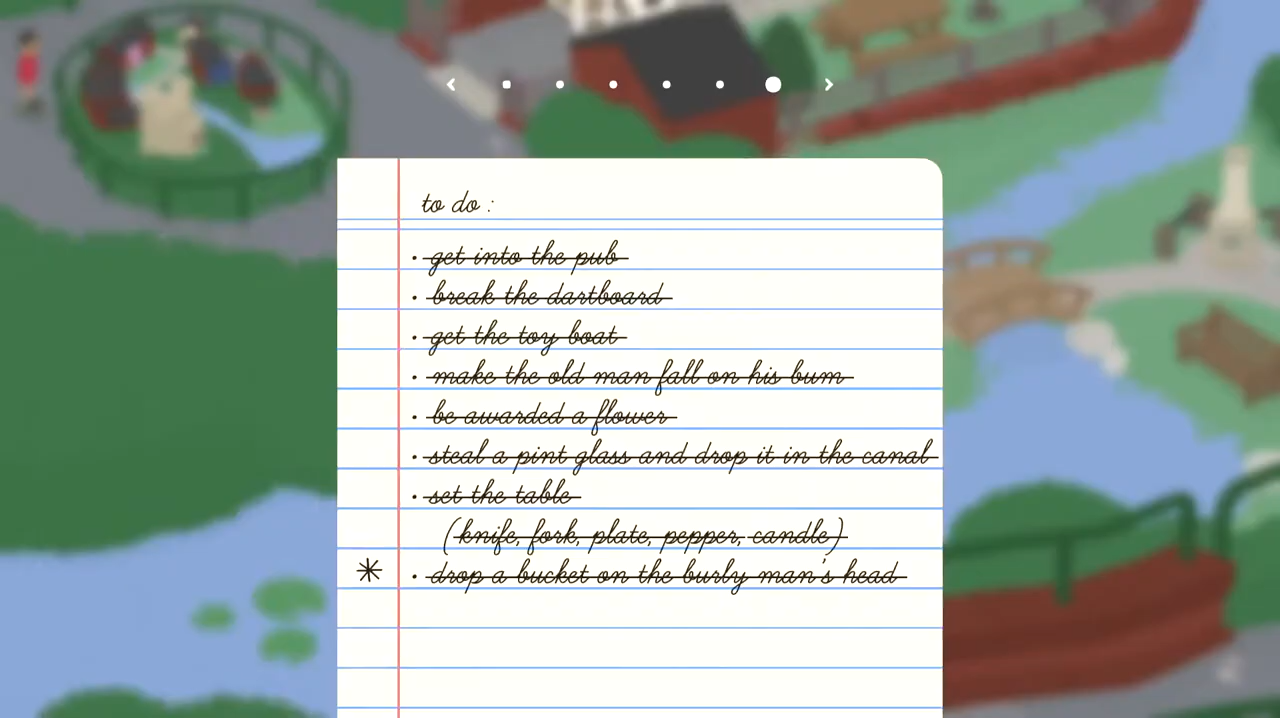 to do :
· get into the pub
· break the dartboard
· get the toy boat
· make the old man fall on his bum
· be awarded a flower
· steal a pint glass and drop it in the canal
· set the table
(knife, fork, plate, pepper, candle)
* · drop a bucket on the burly man's head